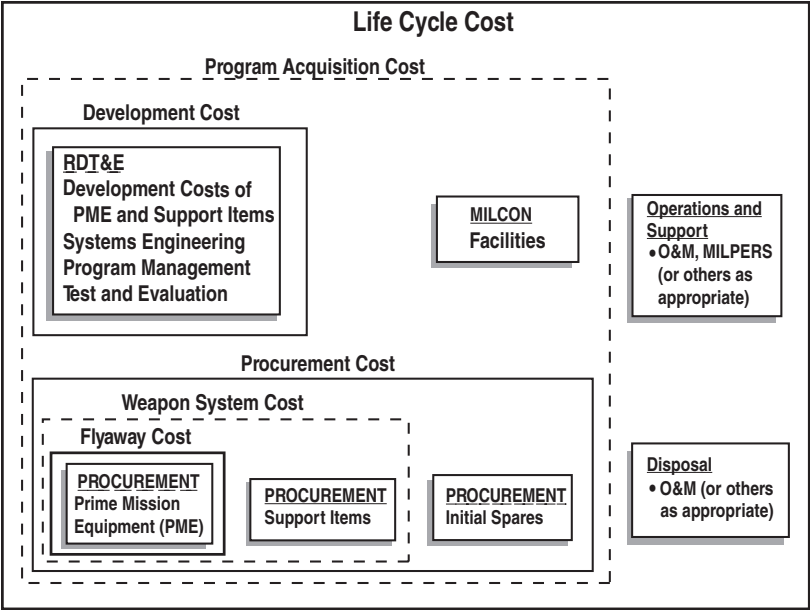 Life Cycle Cost
Program Acquisition Cost
Development Cost
RDT&E
Development Costs of
PME and Support Items
Systems Engineering
Program Management
Test and Evaluation
MILCON
Facilities
Operations and
Support
• O&M, MILPERS
(or others as
appropriate)
Procurement Cost
Weapon System Cost
Flyaway Cost
PROCUREMENT
Prime Mission
Equipment (PME)
PROCUREMENT
Support Items
PROCUREMENT
Initial Spares
Disposal
• O&M (or others
as appropriate)